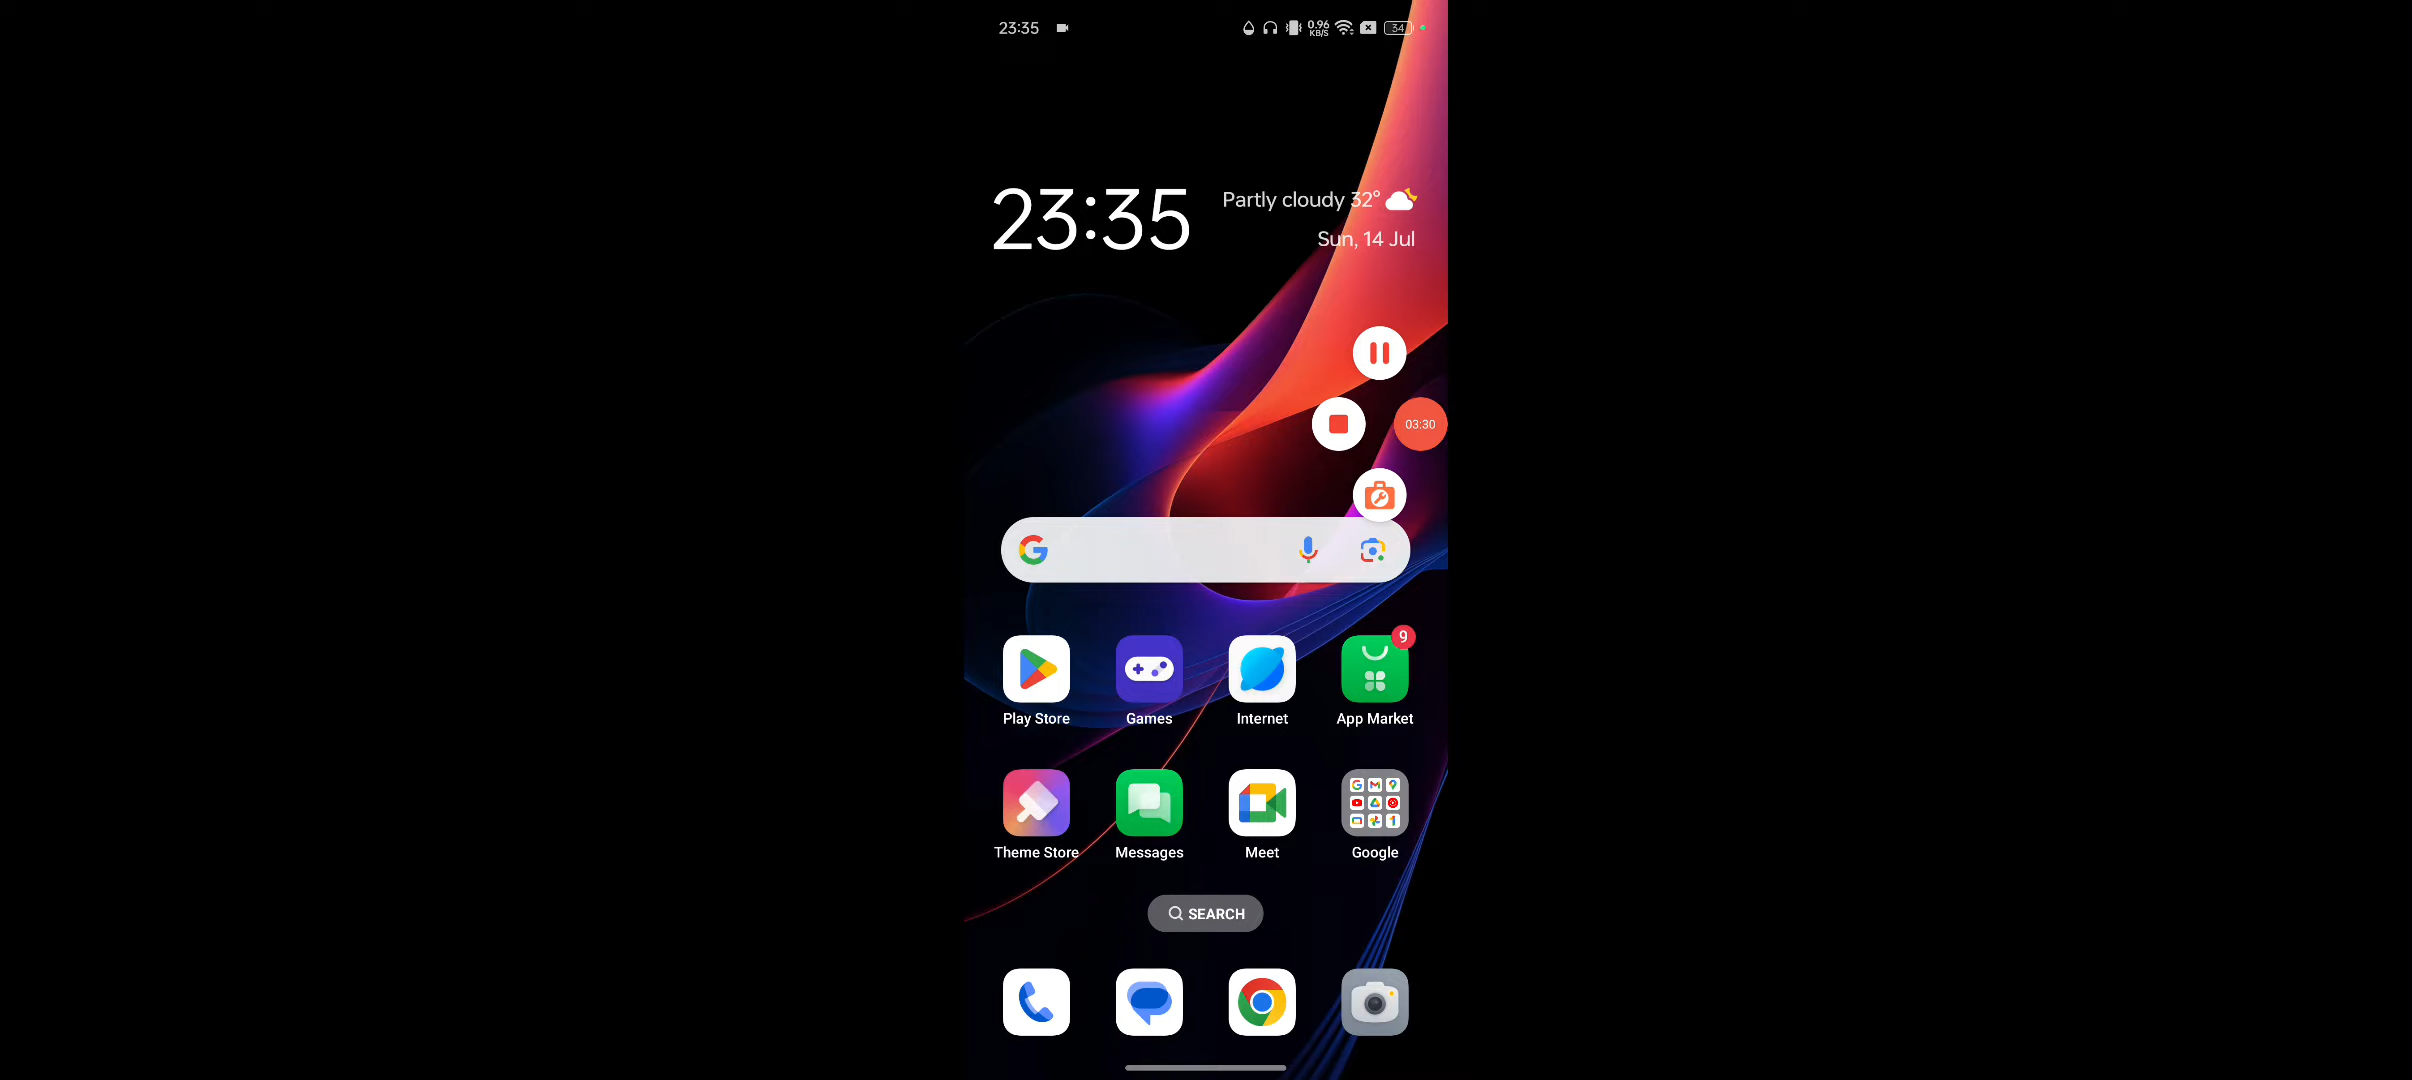 23:35
0.96
KB/S
34
23:35
Partly cloudy 32°
Sun, 14 Jul
03:30
9
Play Store
Games
Internet
App Market
Theme Store
Messages
Meet
Google
SEARCH